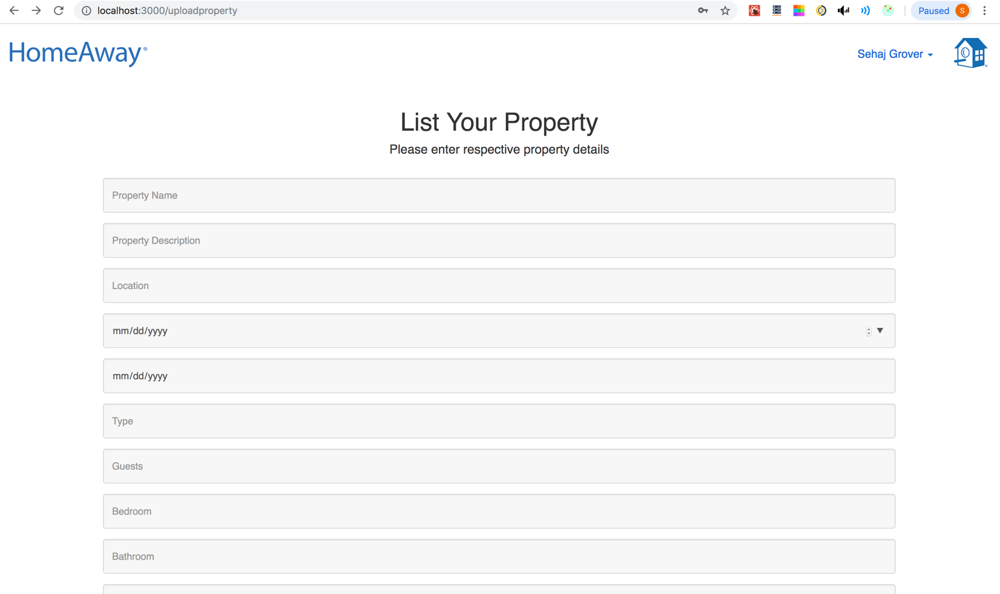 localhost:3000/uploadproperty
Paused
S
HomeAway®
Sehaj Grover
List Your Property
Please enter respective property details
Property Name
Property Description
Location
mm/dd/yyyy
mm/dd/yyyy
Type
Guests
Bedroom
Bathroom